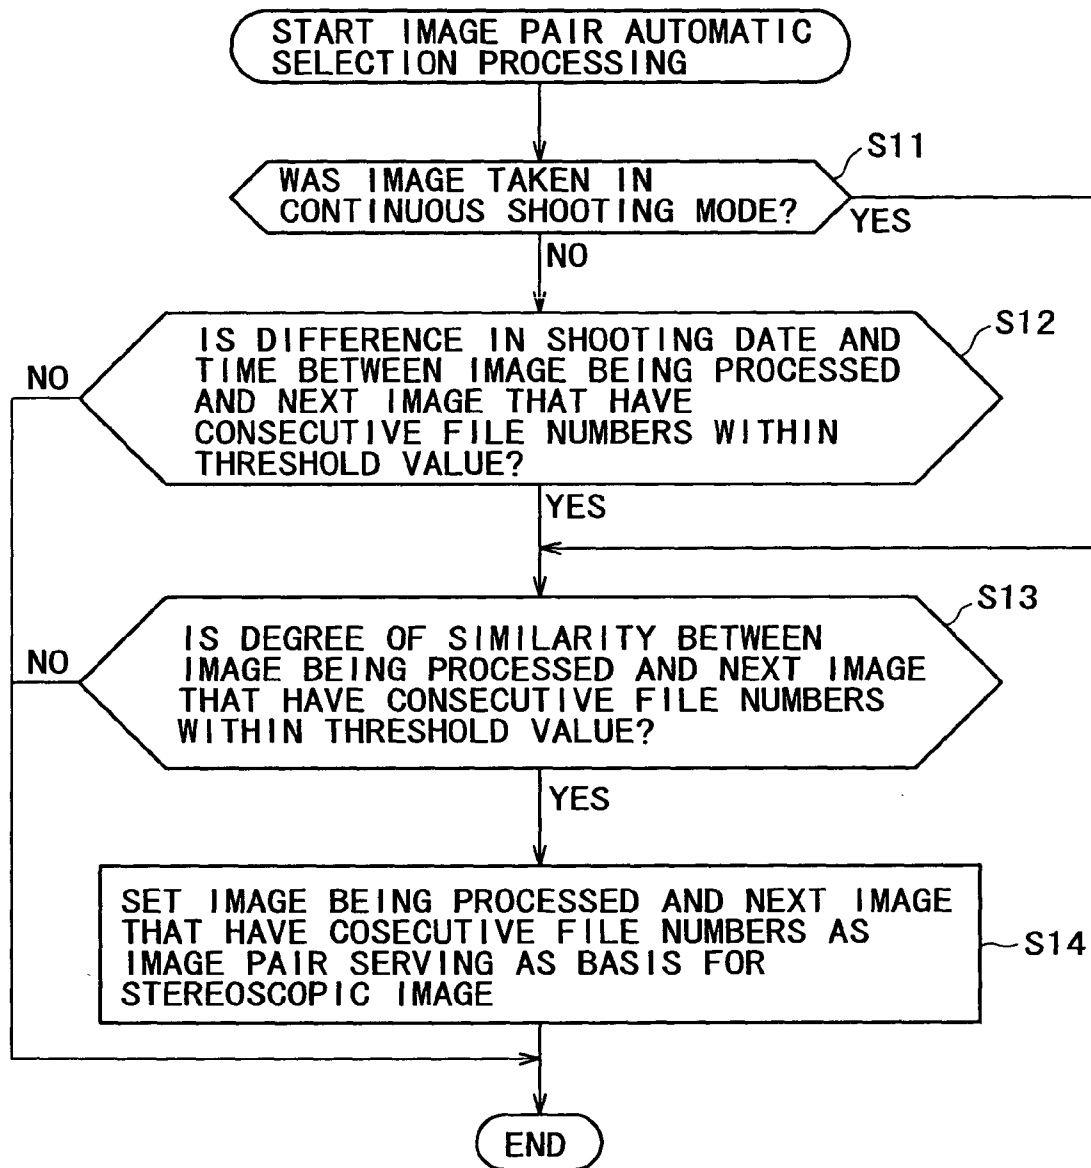 START IMAGE PAIR AUTOMATIC
SELECTION PROCESSING
S11
WAS IMAGE TAKEN IN
CONTINUOUS SHOOTING MODE?
YES
NO
S12
IS DIFFERENCE IN SHOOTING DATE AND
TIME BETWEEN IMAGE BEING PROCESSED
AND NEXT IMAGE THAT HAVE
CONSECUTIVE FILE NUMBERS WITHIN
THRESHOLD VALUE?
NO
YES
S13
IS DEGREE OF SIMILARITY BETWEEN
IMAGE BEING PROCESSED AND NEXT IMAGE
THAT HAVE CONSECUTIVE FILE NUMBERS
WITHIN THRESHOLD VALUE?
NO
YES
SET IMAGE BEING PROCESSED AND NEXT IMAGE
THAT HAVE COSECUTIVE FILE NUMBERS AS
IMAGE PAIR SERVING AS BASIS FOR
STEREOSCOPIC IMAGE
S14
END